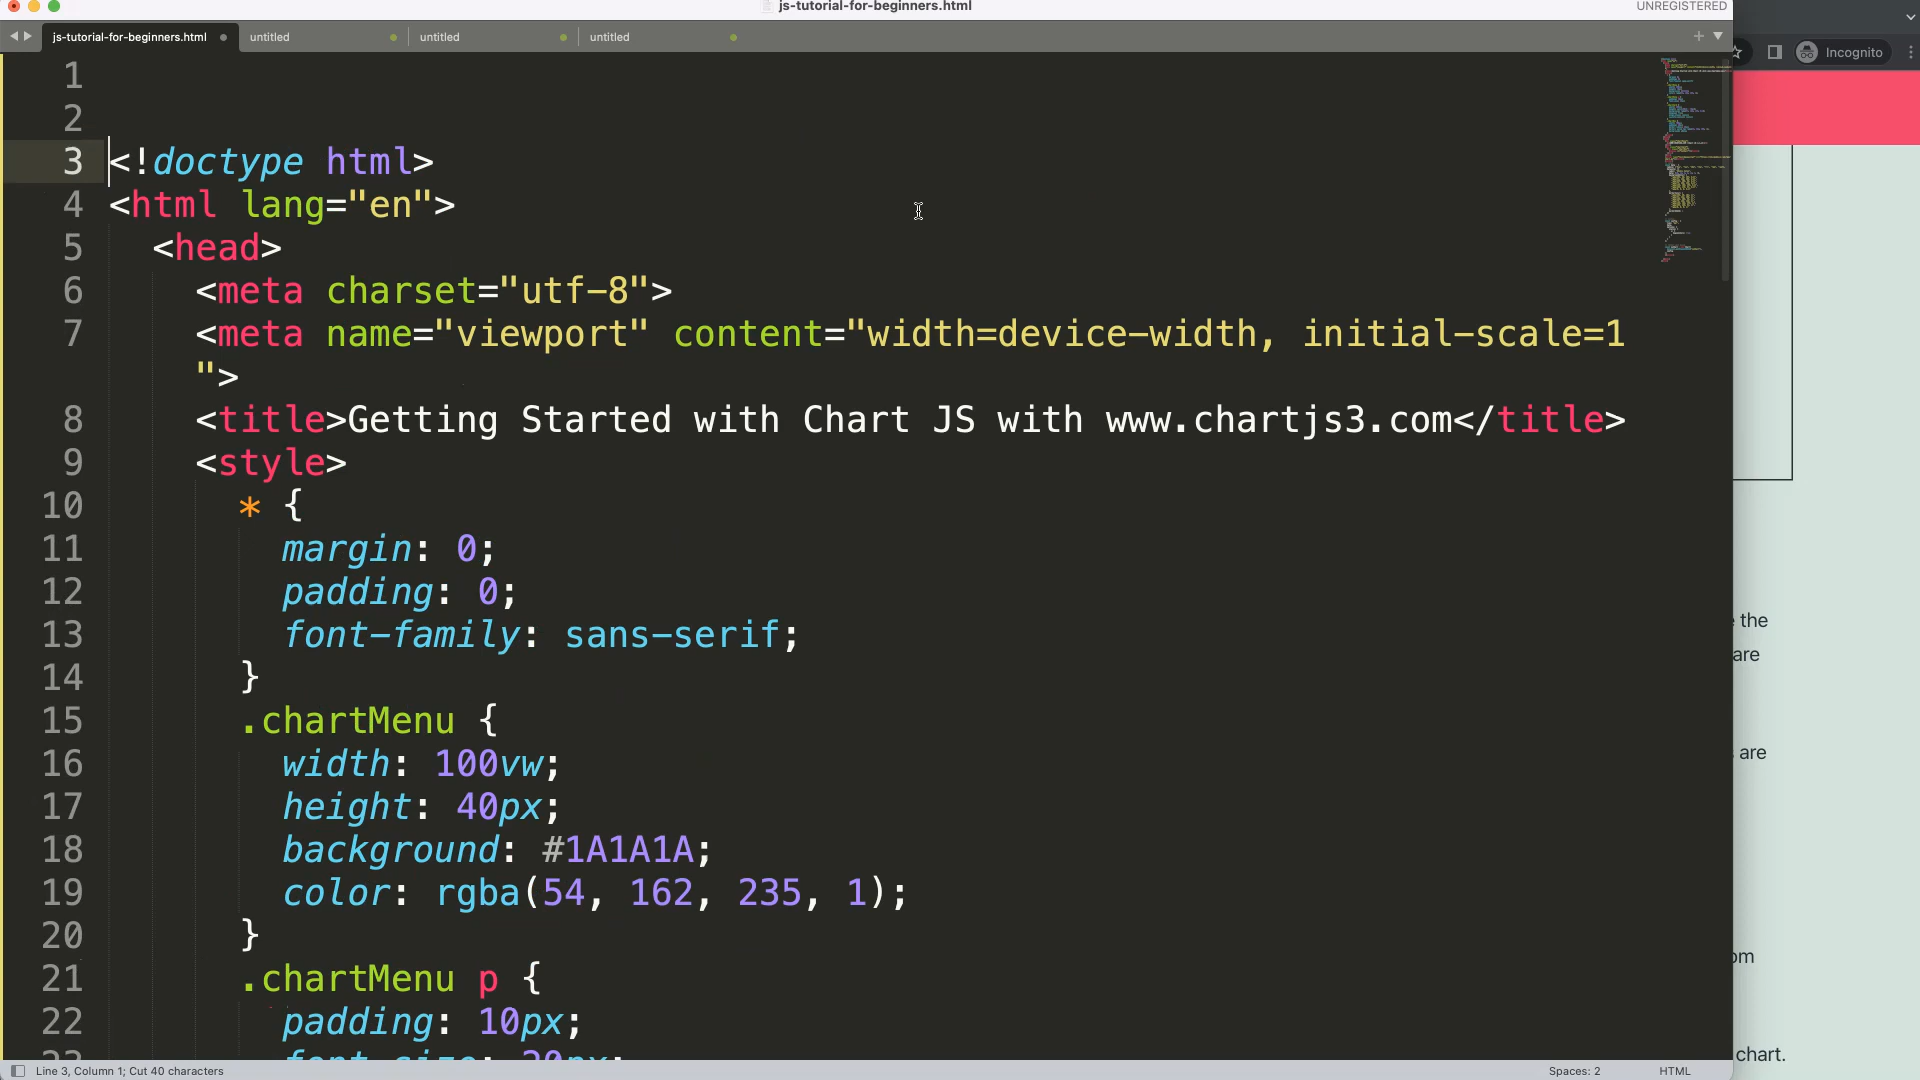 js-tutorial-for-beginners.html
UNREGISTERED
js-tutorial-for-beginners.html
untitled
untitled
untitled
Incognito
1
2
3 <!doctype html>
4 <html lang="en">
5 <head>
6 <meta charset="utf-8">
7 <meta name="viewport" content="width=device-width, initial-scale=1
">
8 <title>Getting Started with Chart JS with www.chartjs3.com</title>
9 <style>
10 * {
11 margin: 0;
12 padding: 0;
13 font-family: sans-serif;
14 }
15 .chartMenu {
16 width: 100vw;
17 height: 40px;
18 background: #1A1A1A;
19 color: rgba(54, 162, 235, 1);
20 }
21 .chartMenu p {
22 padding: 10px;
23 font-size: 20px;
the
are
are
om
chart.
Line 3, Column 1; Cut 40 characters
Spaces: 2
HTML